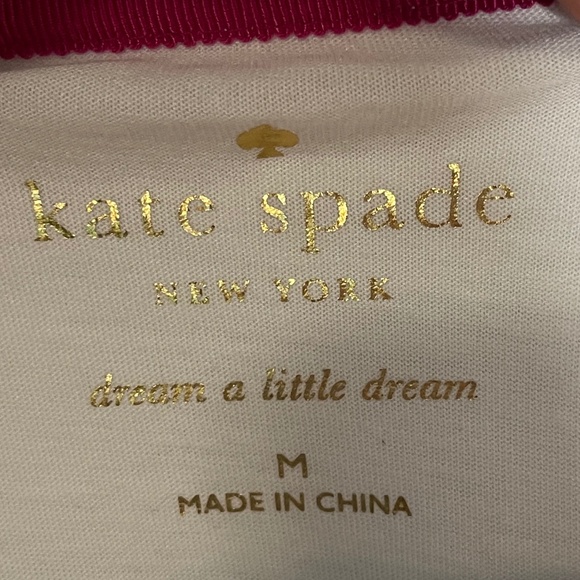 kate spade
NEW YORK
dream a little dream
M
MADE IN CHINA